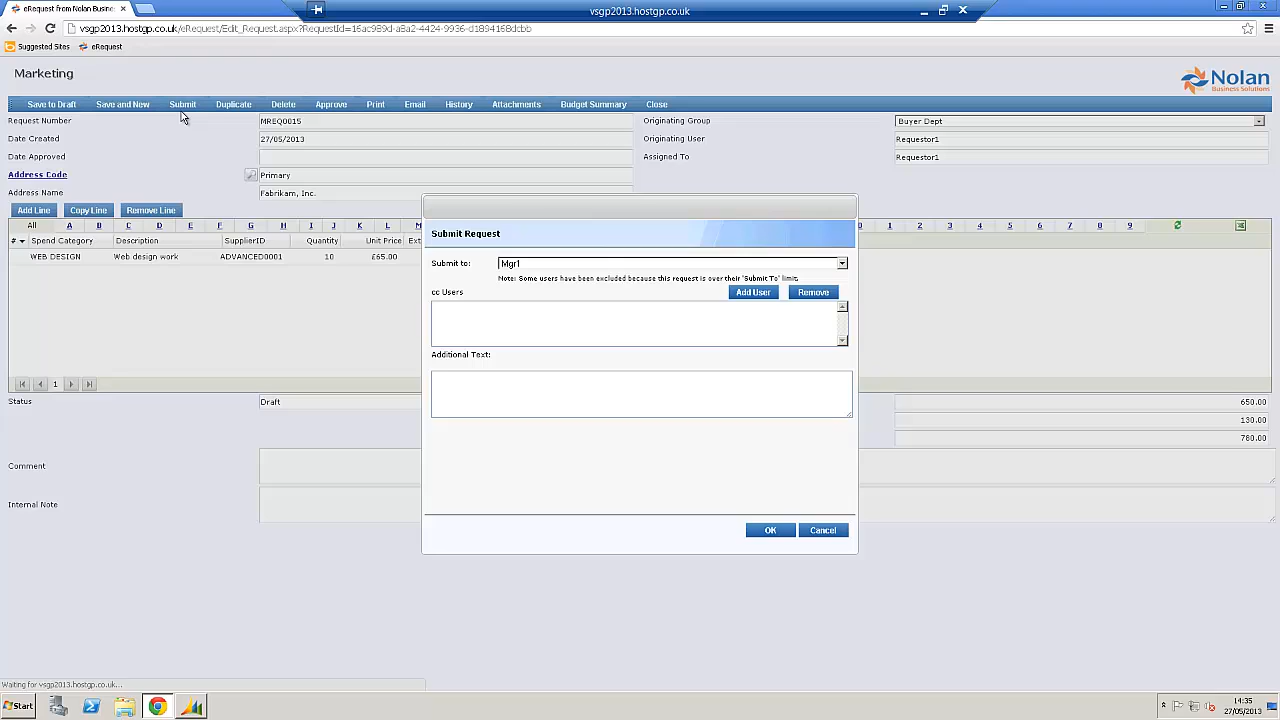 eRequest from Nolan Busine
vsgp2013.hostgp.co.uk
vsgp2013.hostgp.co.uk/eRequest/Edit_Request.aspx?RequestId=16ac989d-a8a2-4424-9936-d1894168dcbb
Suggested Sites eRequest
Marketing
Nolan
Business Solutions
Save to Draft Save and New Submit Duplicate Delete Approve Print Email History Attachments Budget Summary Close
Request Number MREQ0015 Originating Group Buyer Dept
Date Created 27/05/2013 Originating User Requestor1
Date Approved Assigned To Requestor1
Address Code Primary
Address Name Fabrikam, Inc.
Add Line Copy Line Remove Line
All A B C D E F G H I J K L M 0 1 2 3 4 5 6 7 8 9
# Spend Category Description SupplierID Quantity Unit Price Ext
WEB DESIGN Web design work ADVANCED0001 10 £65.00
1
Status Draft 650.00
130.00
780.00
Comment
Internal Note
Submit Request
Submit to: Mgr1
Note: Some users have been excluded because this request is over their 'Submit To' limit.
cc Users Add User Remove
Additional Text:
OK Cancel
Waiting for vsgp2013.hostgp.co.uk...
Start
14:35
27/05/2013